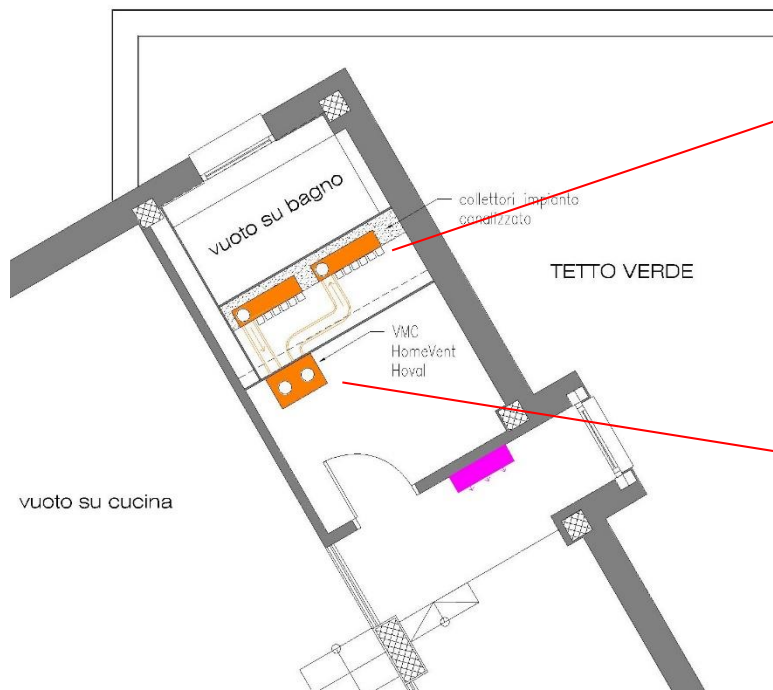 vuoto su bagno
collettori impianto
canalizzato
TETTO VERDE
VMC
HomeVent
Hoval
vuoto su cucina